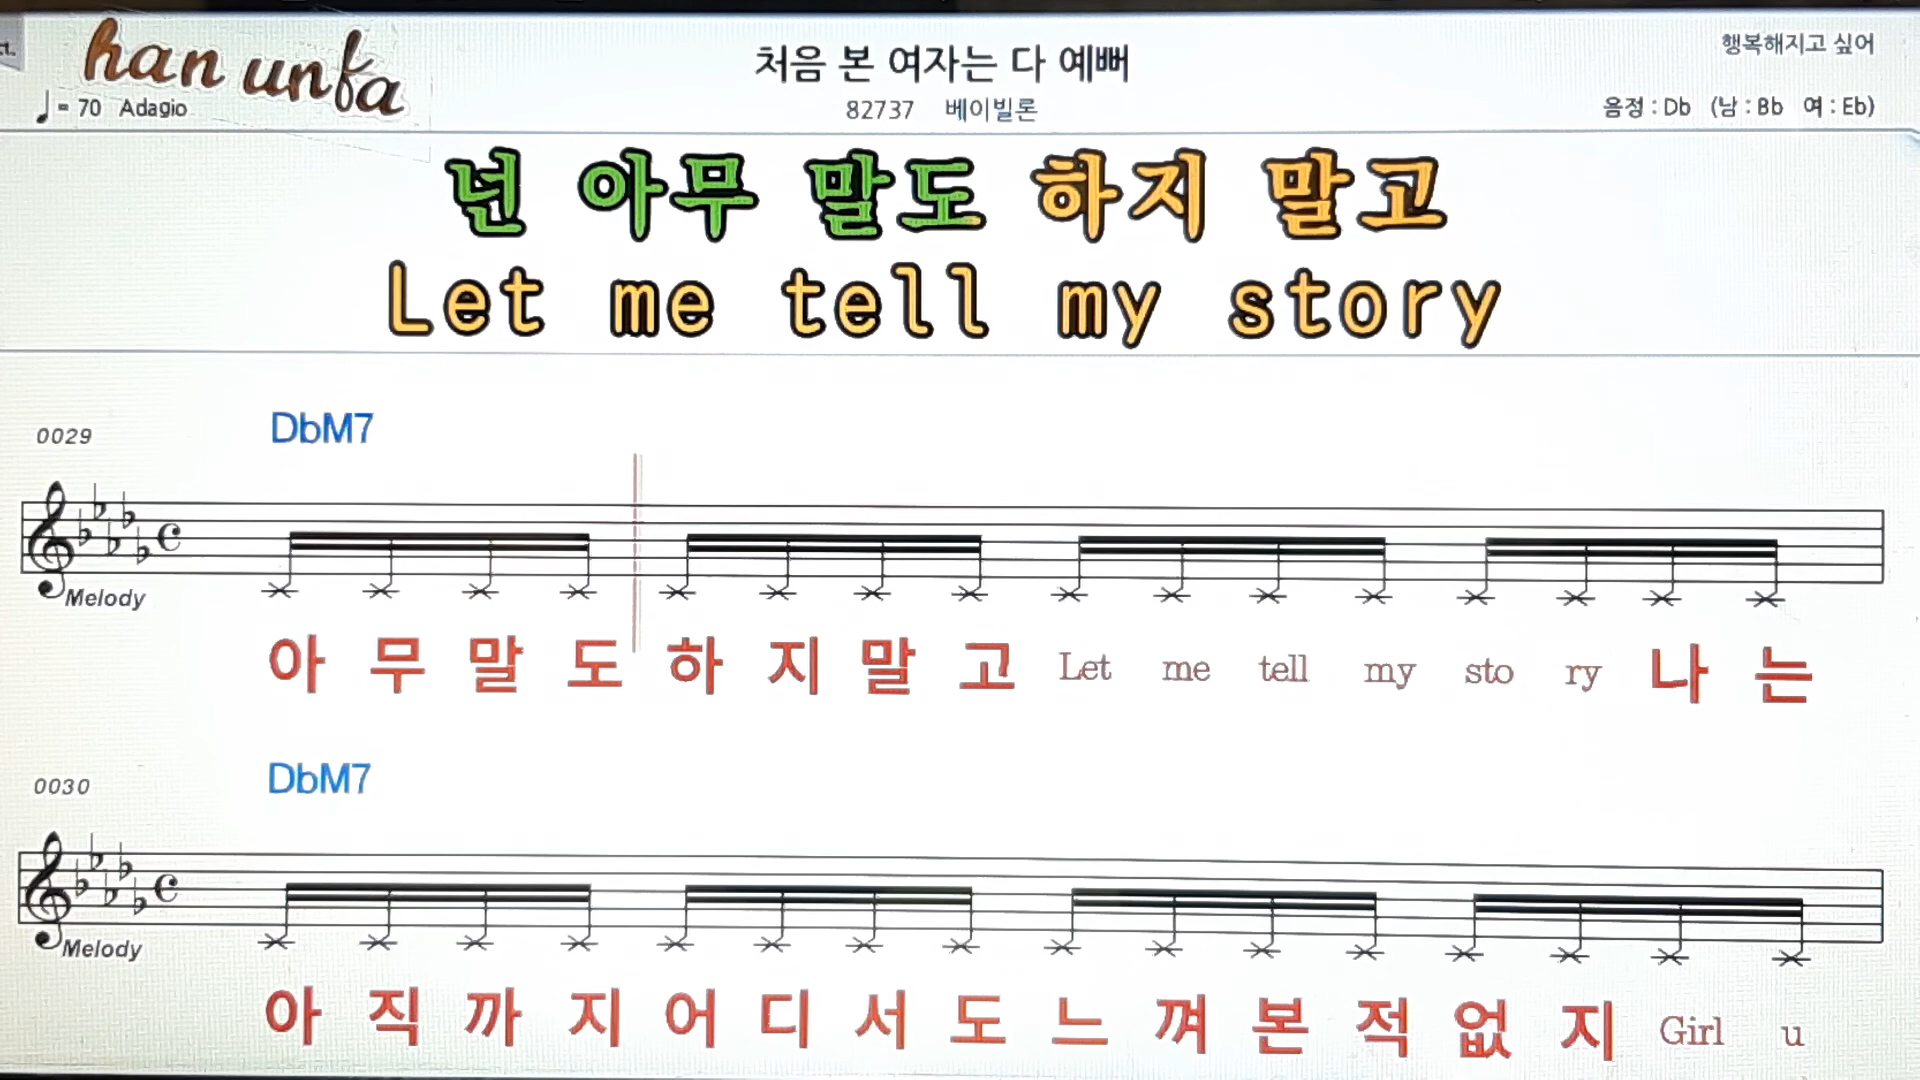 han unfa
처음 본 여자는 다 예뻐
행복해지고 싶어
♩= 70 Adagio
82737 베이빌론
음정 : Db (남 : Bb 여 : Eb)
넌 아무 말도 하지 말고
Let me tell my story
0029
DbM7
Melody
아 무 말 도 하 지 말 고 Let me tell my sto ry 나 는
0030
DbM7
Melody
아 직 까 지 어 디 서 도 느 껴 본 적 없 지 Girl u